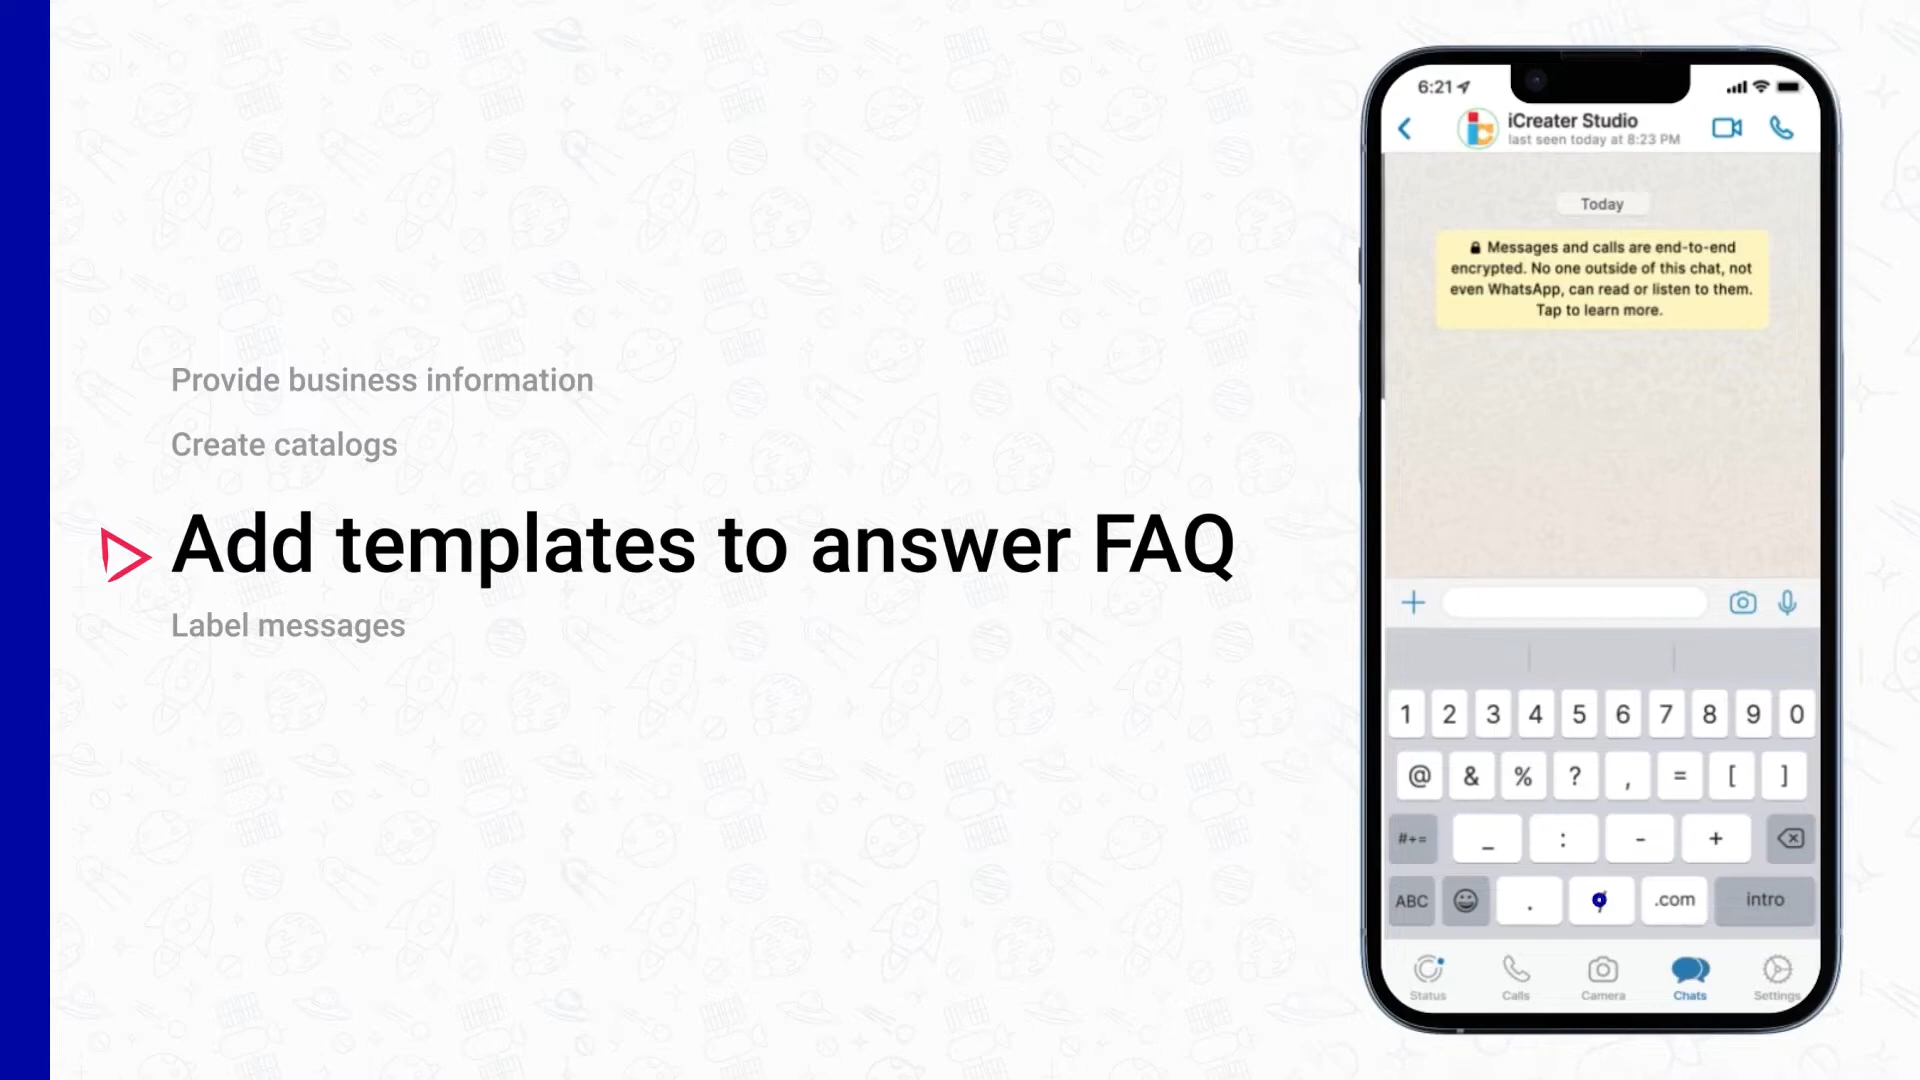 Provide business information
Create catalogs
Add templates to answer FAQ
Label messages
6:21
iCreater Studio
last seen today at 8:23 PM
Today
Messages and calls are end-to-end
encrypted. No one outside of this chat, not
even WhatsApp, can read or listen to them.
Tap to learn more.
1 2 3 4 5 6 7 8 9 0
@ & % ? , = [ ]
#+= _ : - +
ABC . .com intro
Status Calls Camera Chats Settings